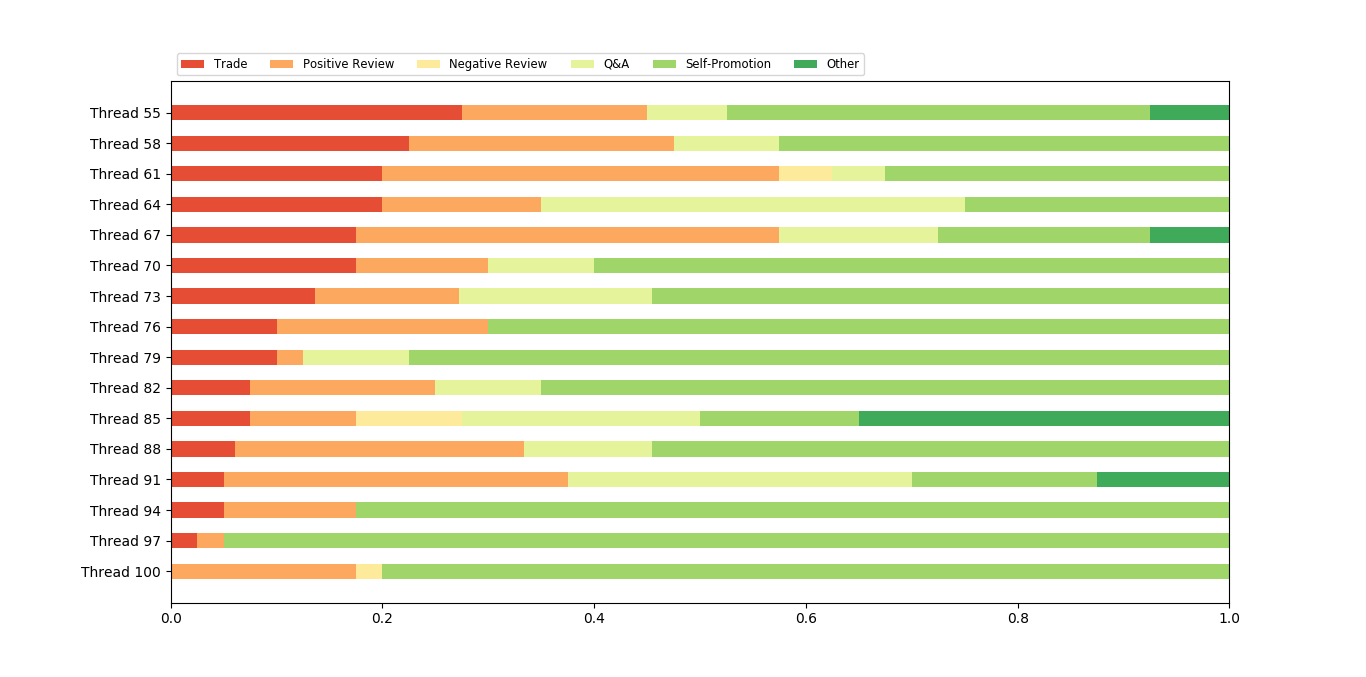 Trade Positive Review Negative Review Q&A Self-Promotion Other
Thread 55
Thread 58
Thread 61
Thread 64
Thread 67
Thread 70
Thread 73
Thread 76
Thread 79
Thread 82
Thread 85
Thread 88
Thread 91
Thread 94
Thread 97
Thread 100
0.0 0.2 0.4 0.6 0.8 1.0